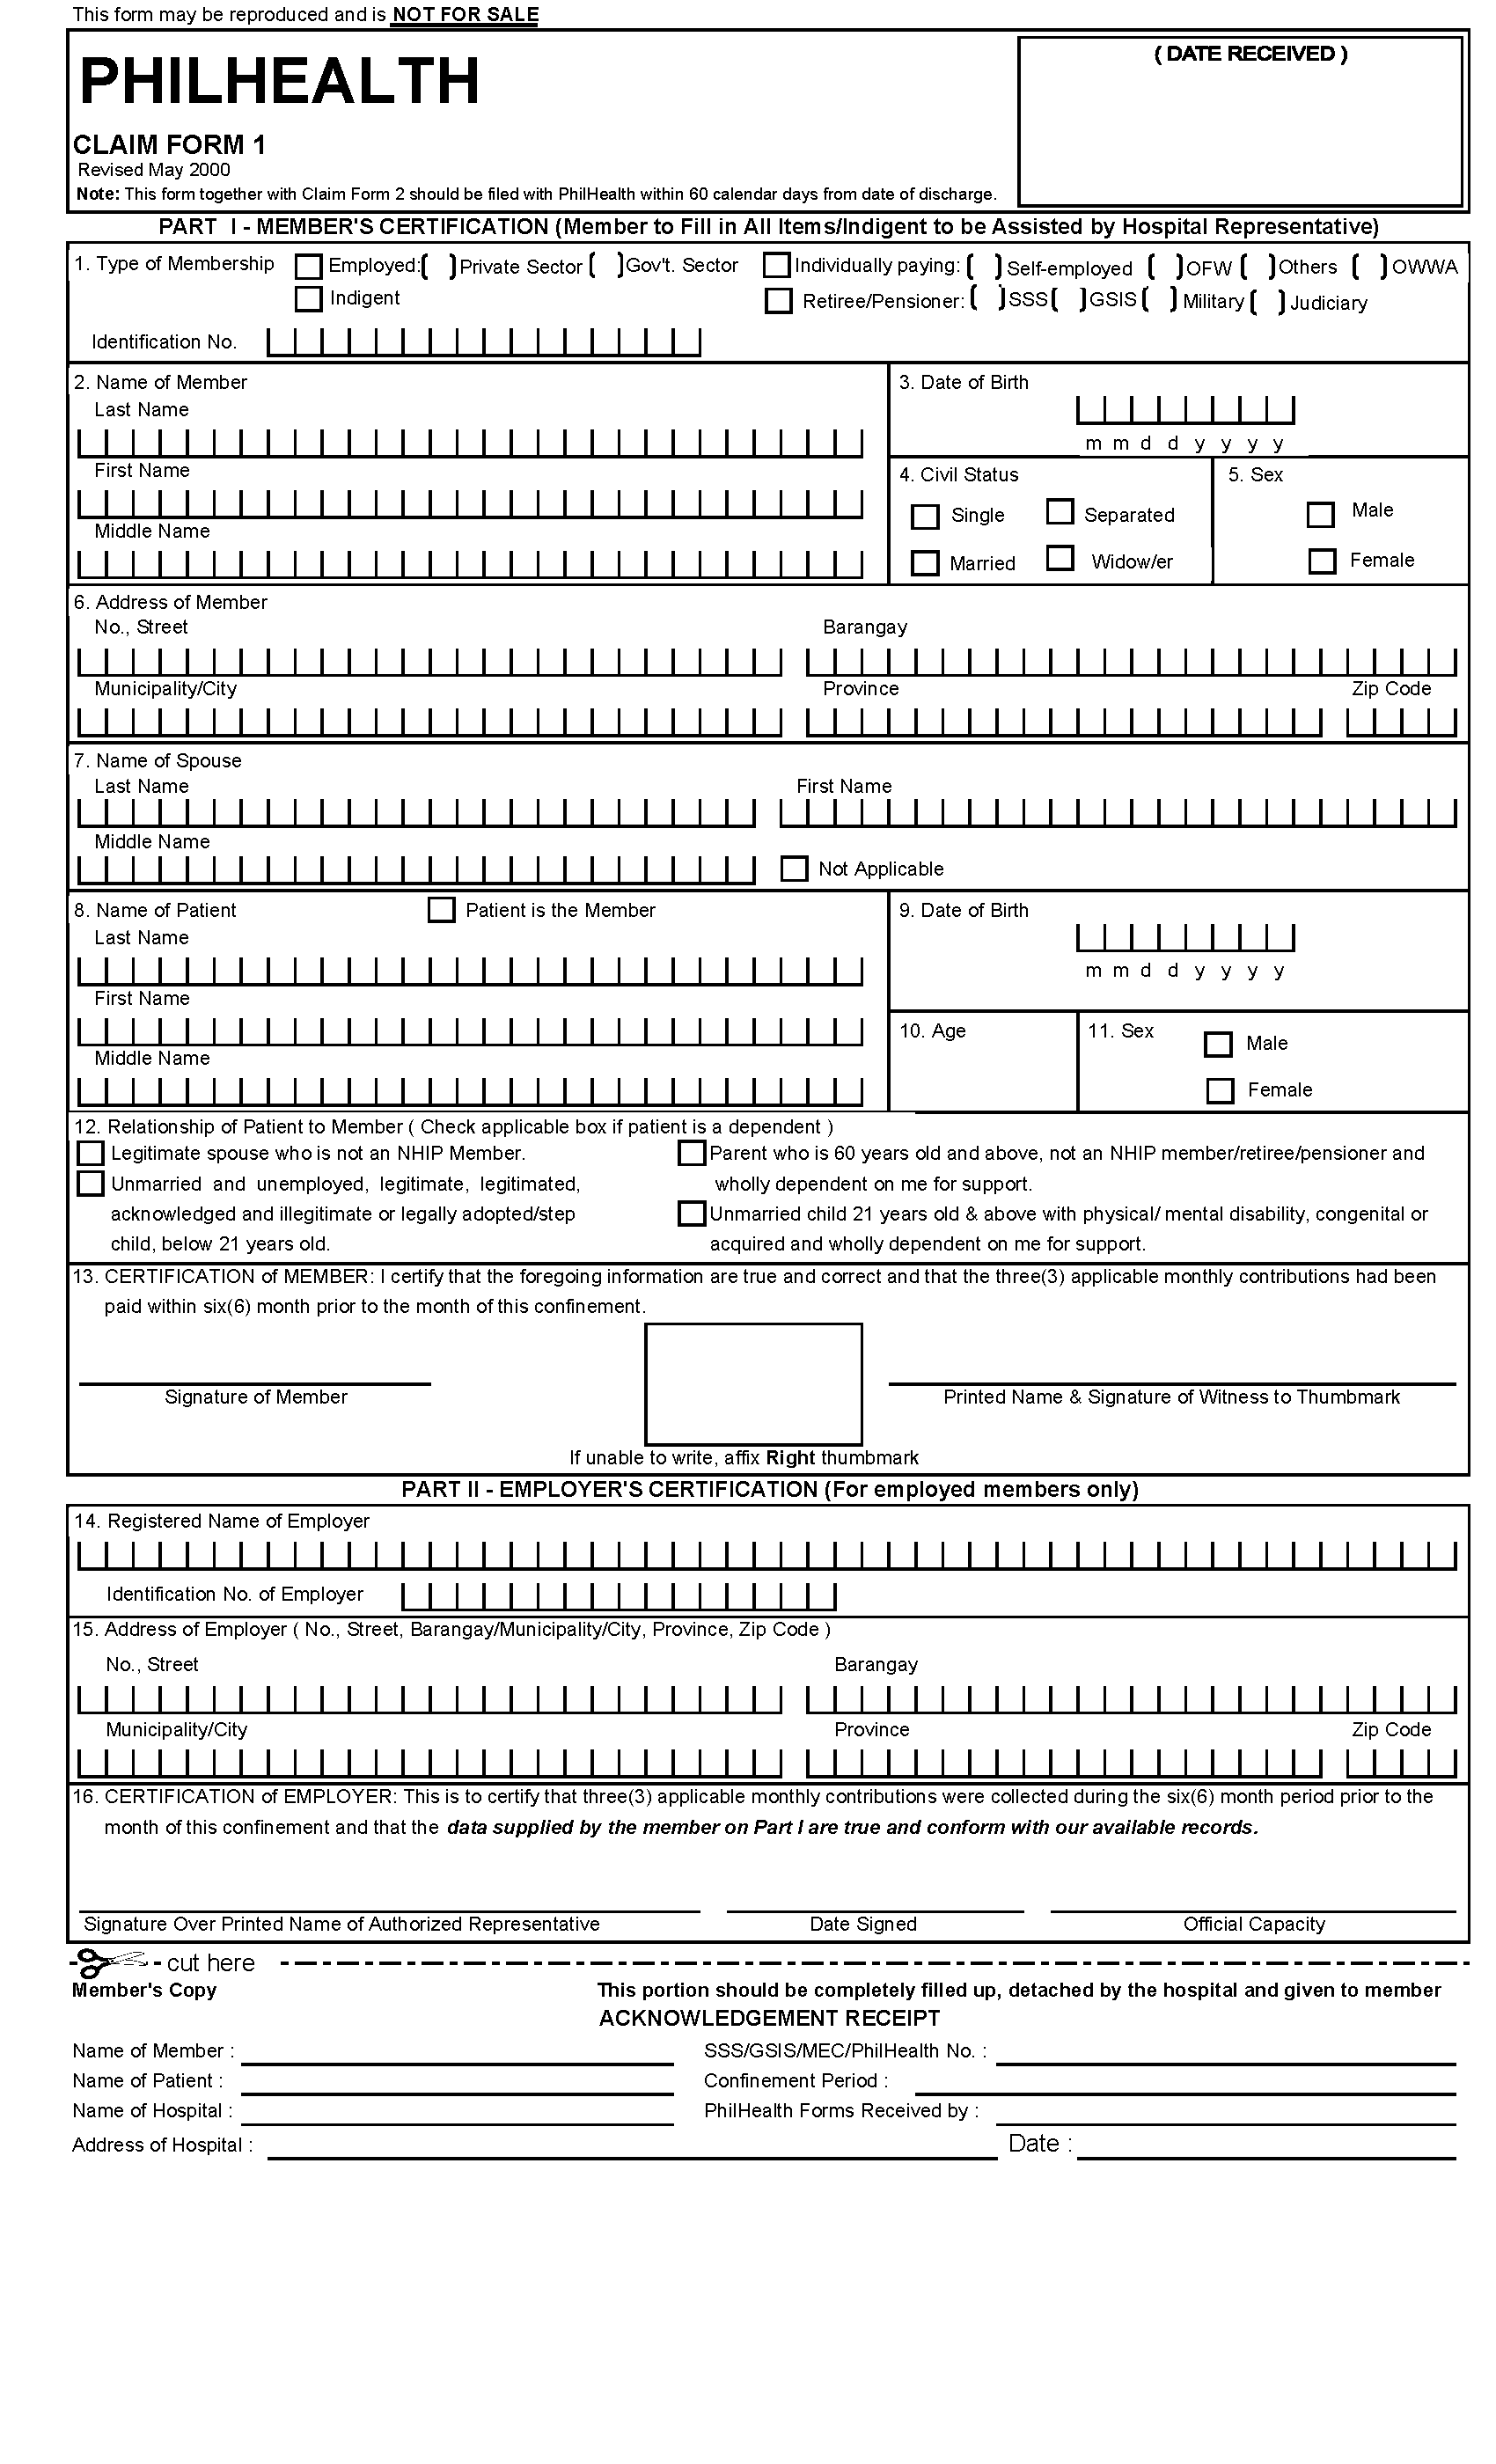 This form may be reproduced and is NOT FOR SALE
PHILHEALTH
( DATE RECEIVED )
CLAIM FORM 1
Revised May 2000
Note: This form together with Claim Form 2 should be filed with PhilHealth within 60 calendar days from date of discharge.
PART I - MEMBER'S CERTIFICATION (Member to Fill in All Items/Indigent to be Assisted by Hospital Representative)
1. Type of Membership Employed:( ) Private Sector ( ) Gov't. Sector Individually paying: ( ) Self-employed ( ) OFW ( ) Others ( ) OWWA
Indigent Retiree/Pensioner: ( ) SSS ( ) GSIS ( ) Military ( ) Judiciary
Identification No.
2. Name of Member
Last Name
First Name
Middle Name
3. Date of Birth
m m d d y y y y
4. Civil Status
Single Separated
Married Widow/er
5. Sex
Male
Female
6. Address of Member
No., Street Barangay
Municipality/City Province Zip Code
7. Name of Spouse
Last Name First Name
Middle Name
Not Applicable
8. Name of Patient Patient is the Member
Last Name
First Name
Middle Name
9. Date of Birth
m m d d y y y y
10. Age
11. Sex
Male
Female
12. Relationship of Patient to Member ( Check applicable box if patient is a dependent )
Legitimate spouse who is not an NHIP Member.
Unmarried and unemployed, legitimate, legitimated,
acknowledged and illegitimate or legally adopted/step
child, below 21 years old.
Parent who is 60 years old and above, not an NHIP member/retiree/pensioner and
wholly dependent on me for support.
Unmarried child 21 years old & above with physical/ mental disability, congenital or
acquired and wholly dependent on me for support.
13. CERTIFICATION of MEMBER: I certify that the foregoing information are true and correct and that the three(3) applicable monthly contributions had been
paid within six(6) month prior to the month of this confinement.
Signature of Member Printed Name & Signature of Witness to Thumbmark
If unable to write, affix Right thumbmark
PART II - EMPLOYER'S CERTIFICATION (For employed members only)
14. Registered Name of Employer
Identification No. of Employer
15. Address of Employer ( No., Street, Barangay/Municipality/City, Province, Zip Code )
No., Street Barangay
Municipality/City Province Zip Code
16. CERTIFICATION of EMPLOYER: This is to certify that three(3) applicable monthly contributions were collected during the six(6) month period prior to the
month of this confinement and that the data supplied by the member on Part I are true and conform with our available records.
Signature Over Printed Name of Authorized Representative Date Signed Official Capacity
cut here
Member's Copy This portion should be completely filled up, detached by the hospital and given to member
ACKNOWLEDGEMENT RECEIPT
Name of Member : SSS/GSIS/MEC/PhilHealth No. :
Name of Patient : Confinement Period :
Name of Hospital : PhilHealth Forms Received by :
Address of Hospital : Date :